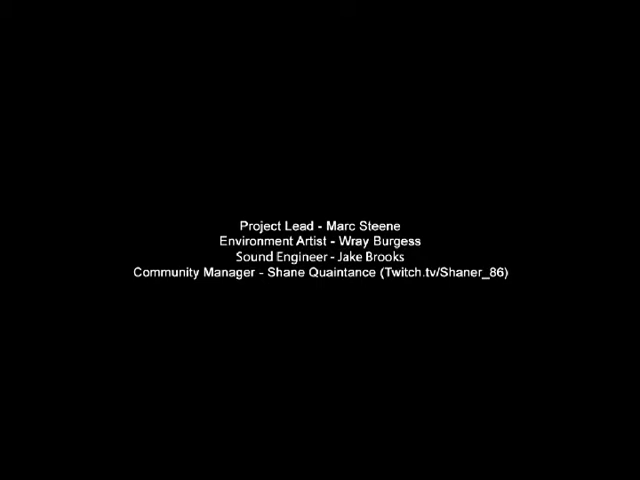 Project Lead - Marc Steene
Environment Artist - Wray Burgess
Sound Engineer - Jake Brooks
Community Manager - Shane Quaintance (Twitch.tv/Shaner_86)